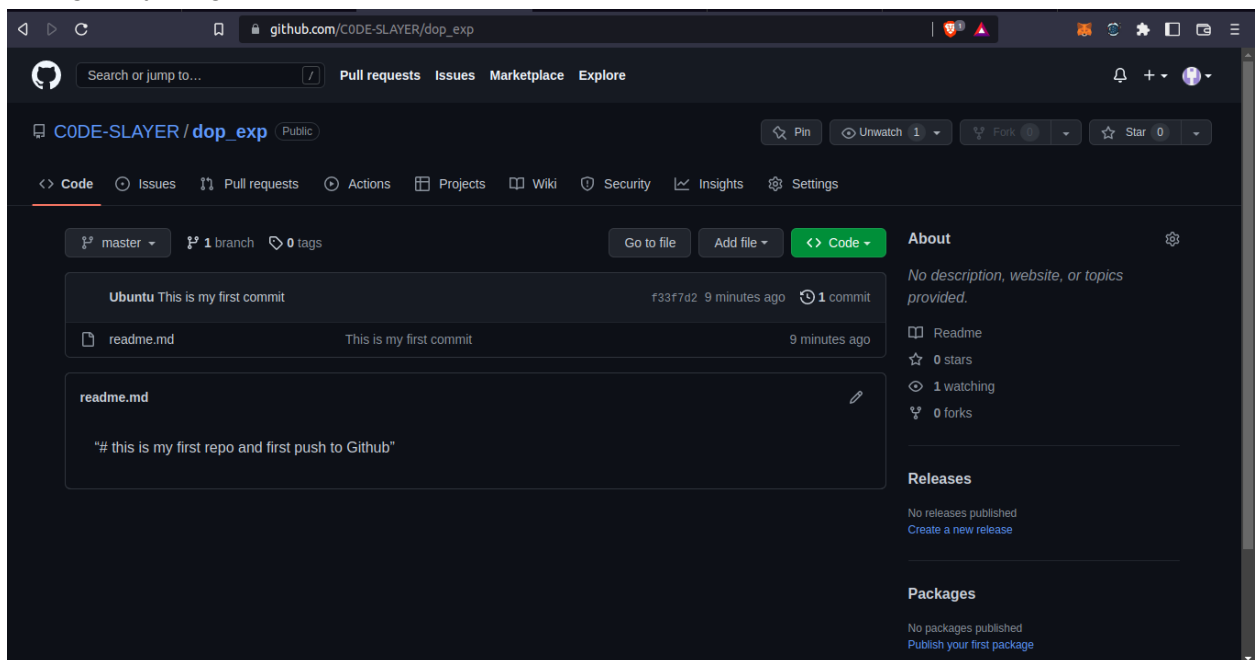 github.com/C0DE-SLAYER/dop_exp
1
Search or jump to... /
Pull requests Issues Marketplace Explore
C0DE-SLAYER / dop_exp Public
Pin Unwatch 1 Fork 0 Star 0
Code Issues Pull requests Actions Projects Wiki Security Insights Settings
master 1 branch 0 tags Go to file Add file Code
Ubuntu This is my first commit f33f7d2 9 minutes ago 1 commit
readme.md This is my first commit 9 minutes ago
readme.md
“# this is my first repo and first push to Github”
About
No description, website, or topics
provided.
Readme
0 stars
1 watching
0 forks
Releases
No releases published
Create a new release
Packages
No packages published
Publish your first package